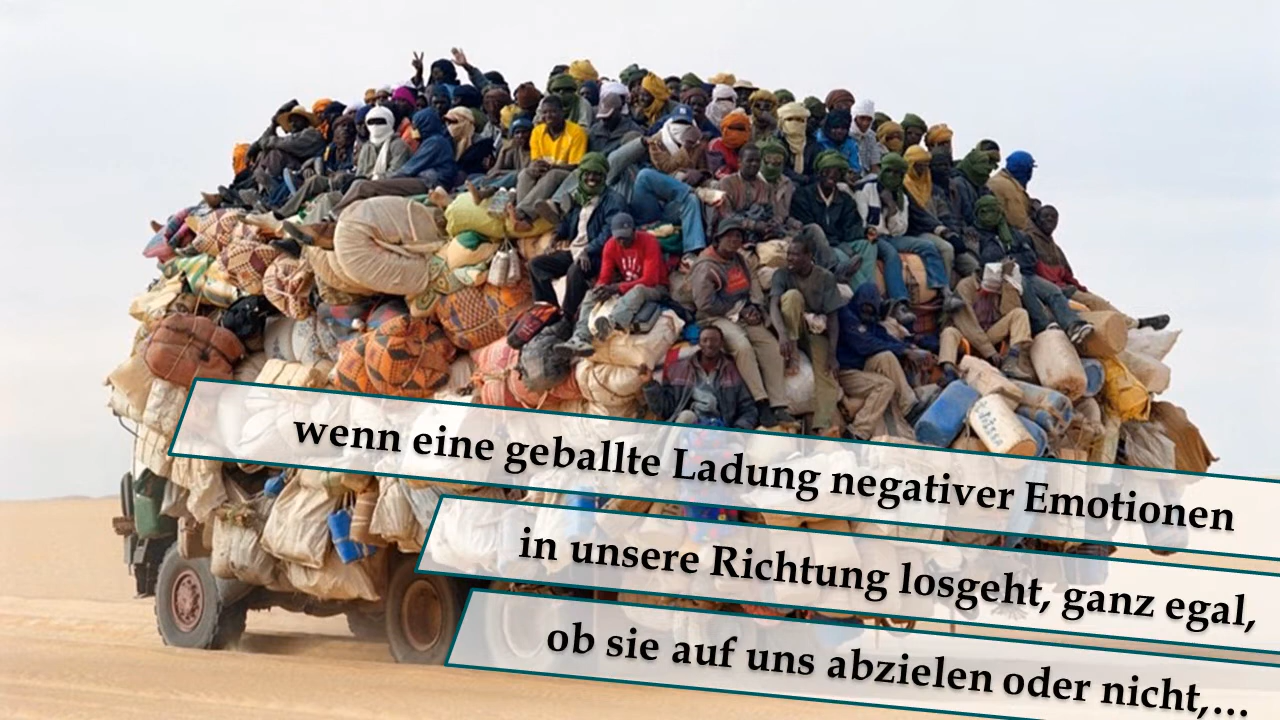 wenn eine geballte Ladung negativer Emotionen
in unsere Richtung losgeht, ganz egal,
ob sie auf uns abzielen oder nicht,…